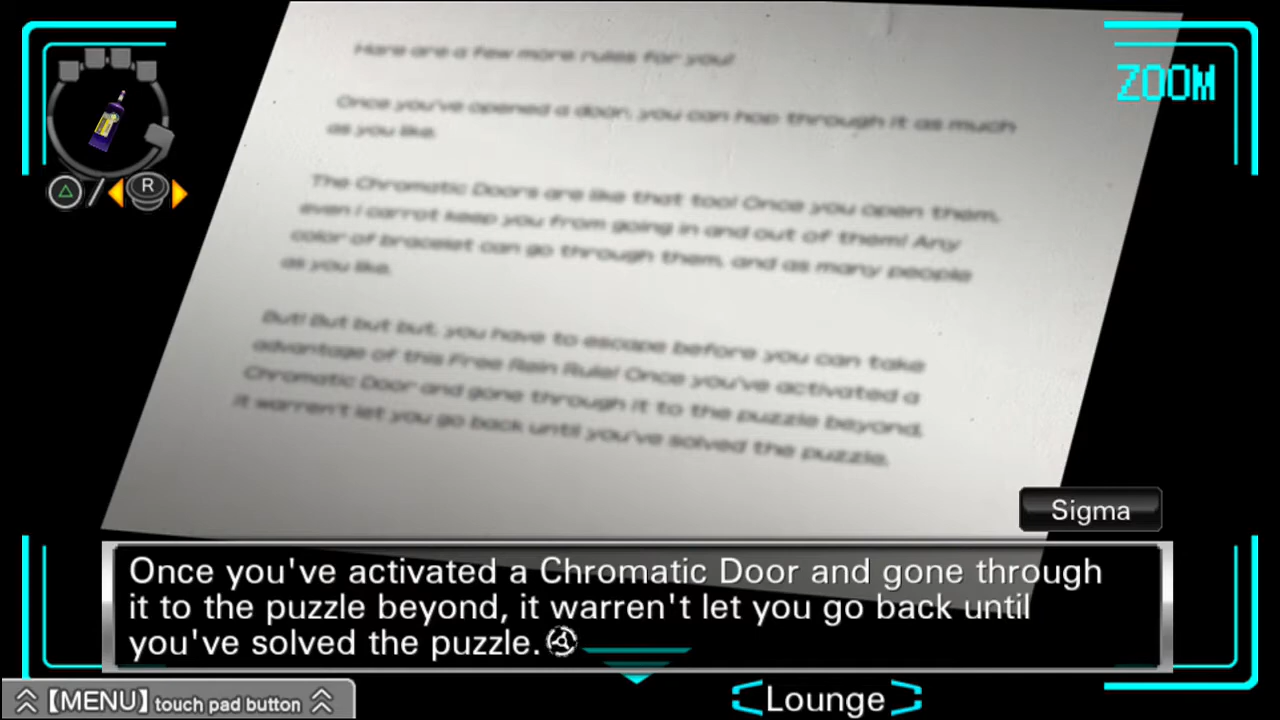 Here are a few more rules for you!
Once you've opened a door, you can hop through it as much
as you like.
The Chromatic Doors are like that too! Once you open them,
even I carrot keep you from going in and out of them! Any
color of bracelet can go through them, and as many people
as you like.
But! But but but, you have to escape before you can take
advantage of this Free Rein Rule! Once you've activated a
Chromatic Door and gone through it to the puzzle beyond,
it warren't let you go back until you've solved the puzzle.
ZOOM
R
Sigma
Once you've activated a Chromatic Door and gone through
it to the puzzle beyond, it warren't let you go back until
you've solved the puzzle.
【MENU】touch pad button
Lounge